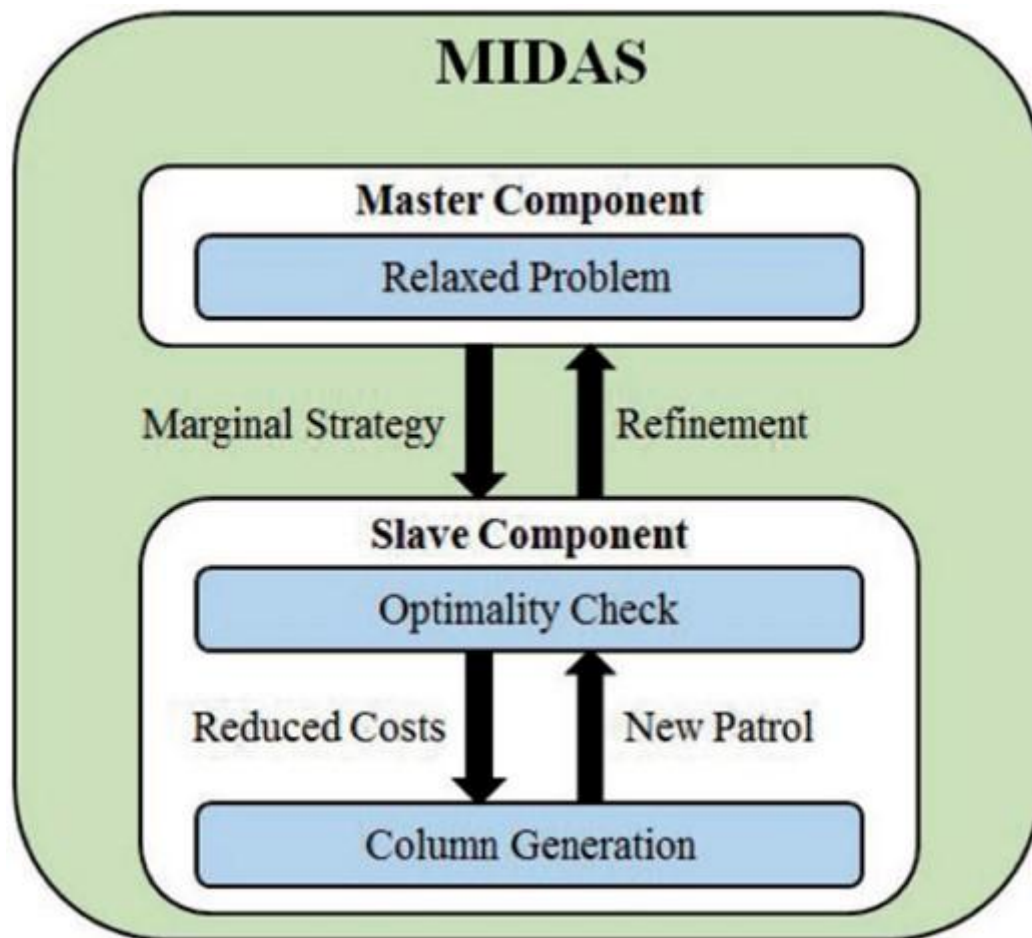 MIDAS
Master Component
Relaxed Problem
Marginal Strategy
Refinement
Slave Component
Optimality Check
Reduced Costs
New Patrol
Column Generation